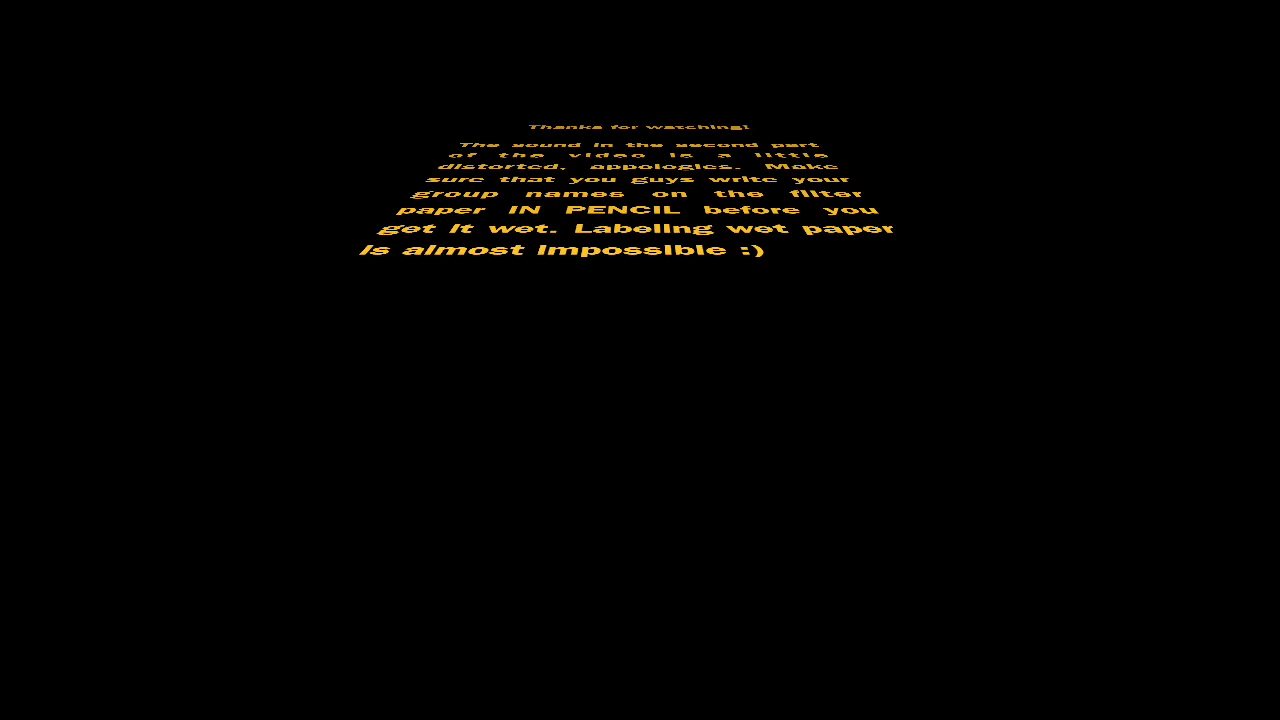 Thanks for watching!
The sound in the second part
of the video is a little
distorted, appologies. Make
sure that you guys write your
group names on the filter
paper IN PENCIL before you
get it wet. Labeling wet paper
is almost impossible :)